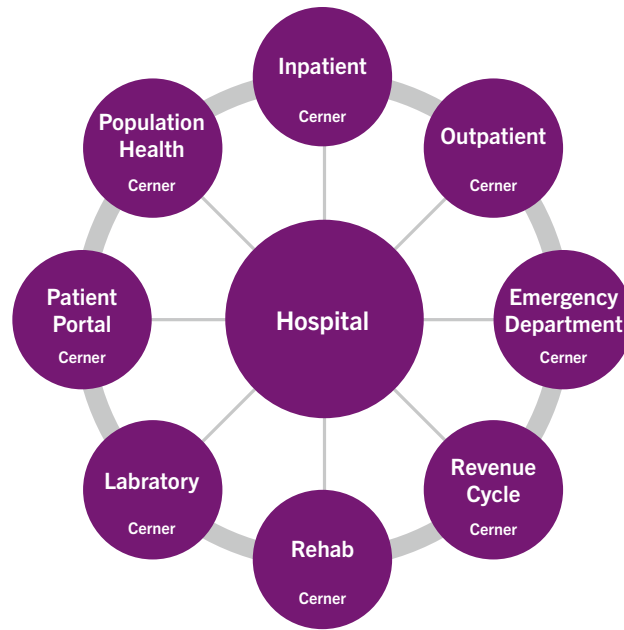 Inpatient
Cerner
Population
Health
Cerner
Outpatient
Cerner
Patient
Portal
Cerner
Hospital
Emergency
Department
Cerner
Labratory
Cerner
Revenue
Cycle
Cerner
Rehab
Cerner